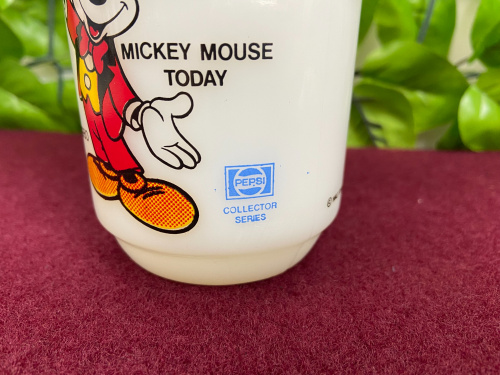 MICKEY MOUSE
TODAY
PEPSI
COLLECTOR
SERIES
©